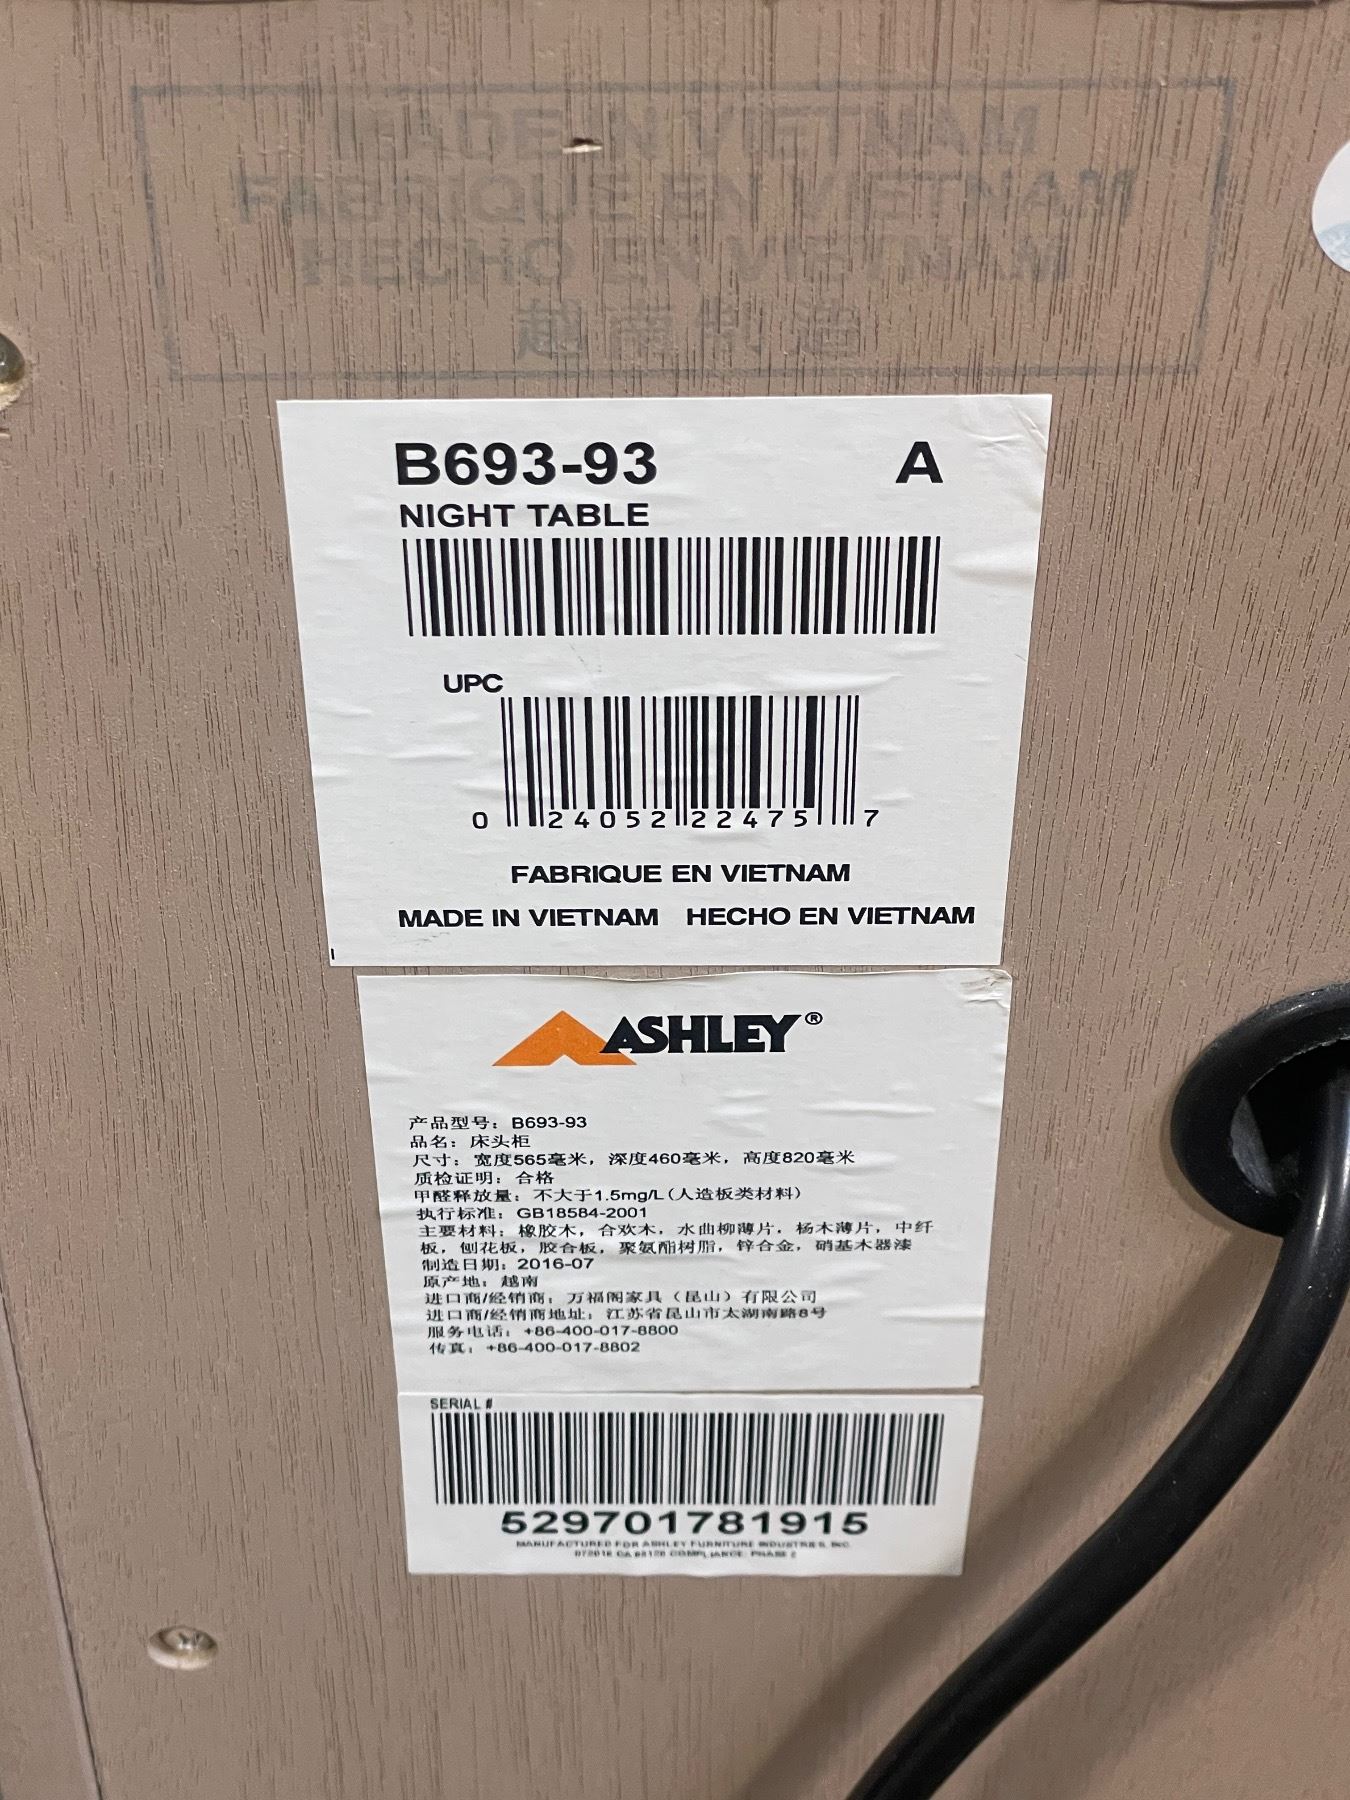 MADE IN VIETNAM
FABRIQUE EN VIETNAM
HECHO EN VIETNAM
越南制造
B693-93 A
NIGHT TABLE
UPC
0 24052 22475 7
FABRIQUE EN VIETNAM
MADE IN VIETNAM HECHO EN VIETNAM
ASHLEY®
产品型号：B693-93
品名：床头柜
尺寸：宽度565毫米，深度460毫米，高度820毫米
质检证明：合格
甲醛释放量：不大于1.5mg/L(人造板类材料)
执行标准：GB18584-2001
主要材料：橡胶木，合欢木，水曲柳薄片，杨木薄片，中纤
板，刨花板，胶合板，聚氨酯树脂，锌合金，硝基木器漆
制造日期：2016-07
原产地：越南
进口商/经销商：万福阁家具（昆山）有限公司
进口商/经销商地址：江苏省昆山市太湖南路8号
服务电话：+86-400-017-8800
传真：+86-400-017-8802
SERIAL #
529701781915
MANUFACTURED FOR ASHLEY FURNITURE INDUSTRIES, INC.
072016 CA 93120 COMPLIANCE: PHASE 2